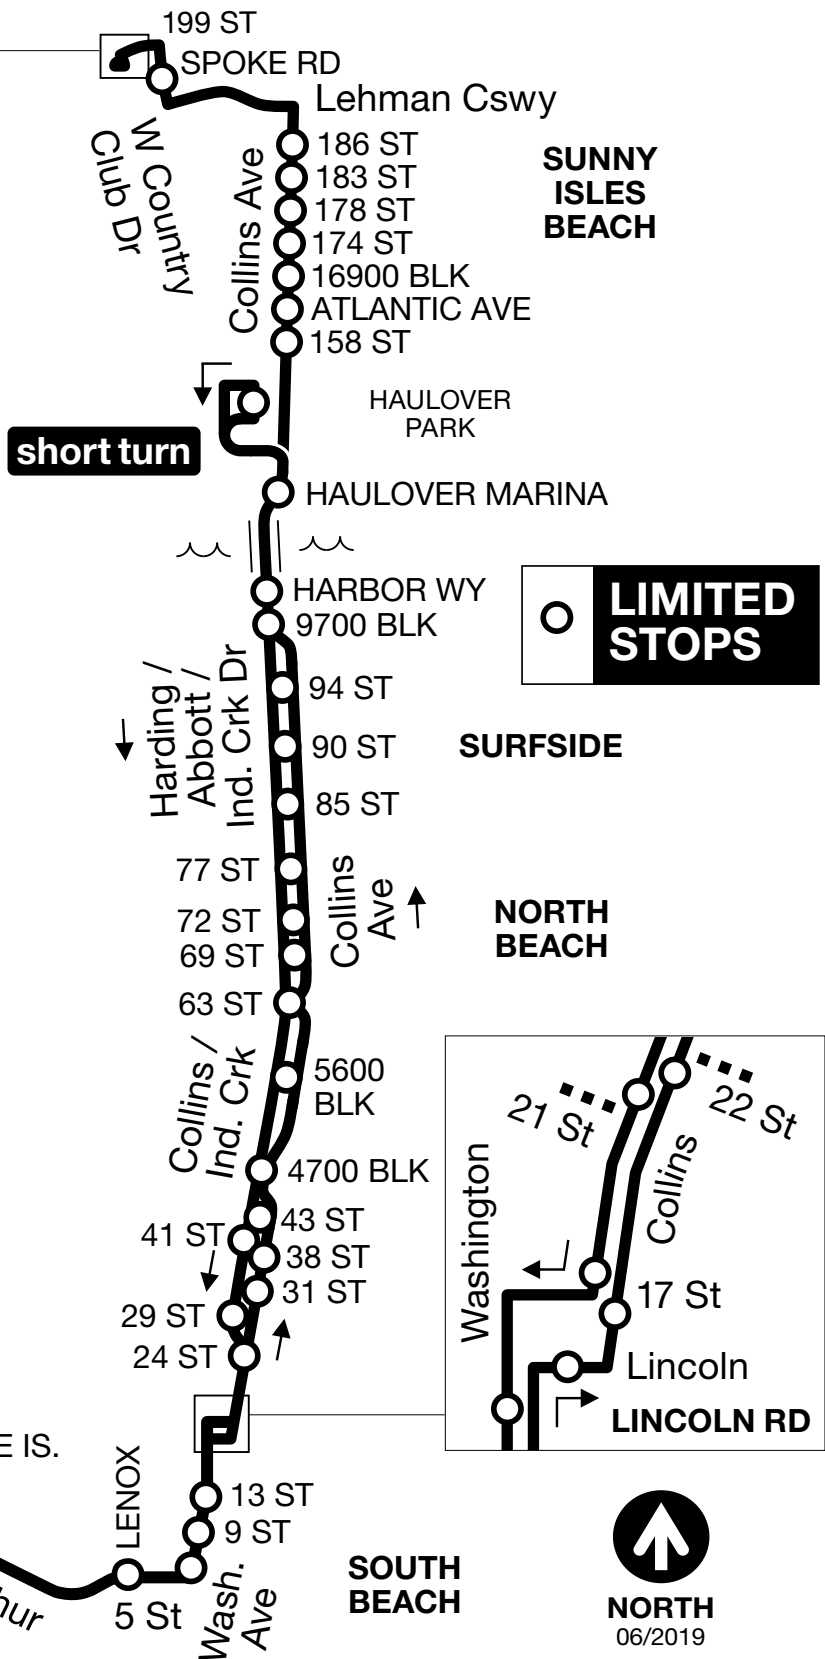 199 ST
SPOKE RD
Lehman Cswy
W Country
Club Dr
Collins Ave
186 ST
183 ST
178 ST
174 ST
16900 BLK
ATLANTIC AVE
158 ST
SUNNY
ISLES
BEACH
HAULOVER
PARK
short turn
HAULOVER MARINA
HARBOR WY
9700 BLK
LIMITED
STOPS
Harding /
Abbott /
Ind. Crk Dr
94 ST
90 ST
85 ST
SURFSIDE
77 ST
72 ST
69 ST
63 ST
Collins
Ave
NORTH
BEACH
Collins /
Ind. Crk
5600
BLK
4700 BLK
43 ST
41 ST
38 ST
31 ST
29 ST
24 ST
21 St
22 St
Washington
Collins
17 St
Lincoln
LINCOLN RD
E IS.
LENOX
13 ST
9 ST
5 St
Wash.
Ave
hur
SOUTH
BEACH
NORTH
06/2019